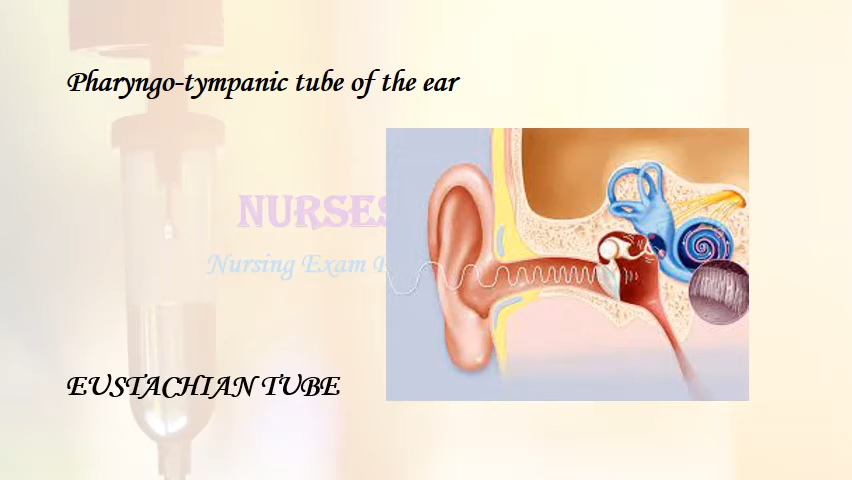 Pharyngo-tympanic tube of the ear
NURSES
Nursing Exam
EUSTACHIAN TUBE